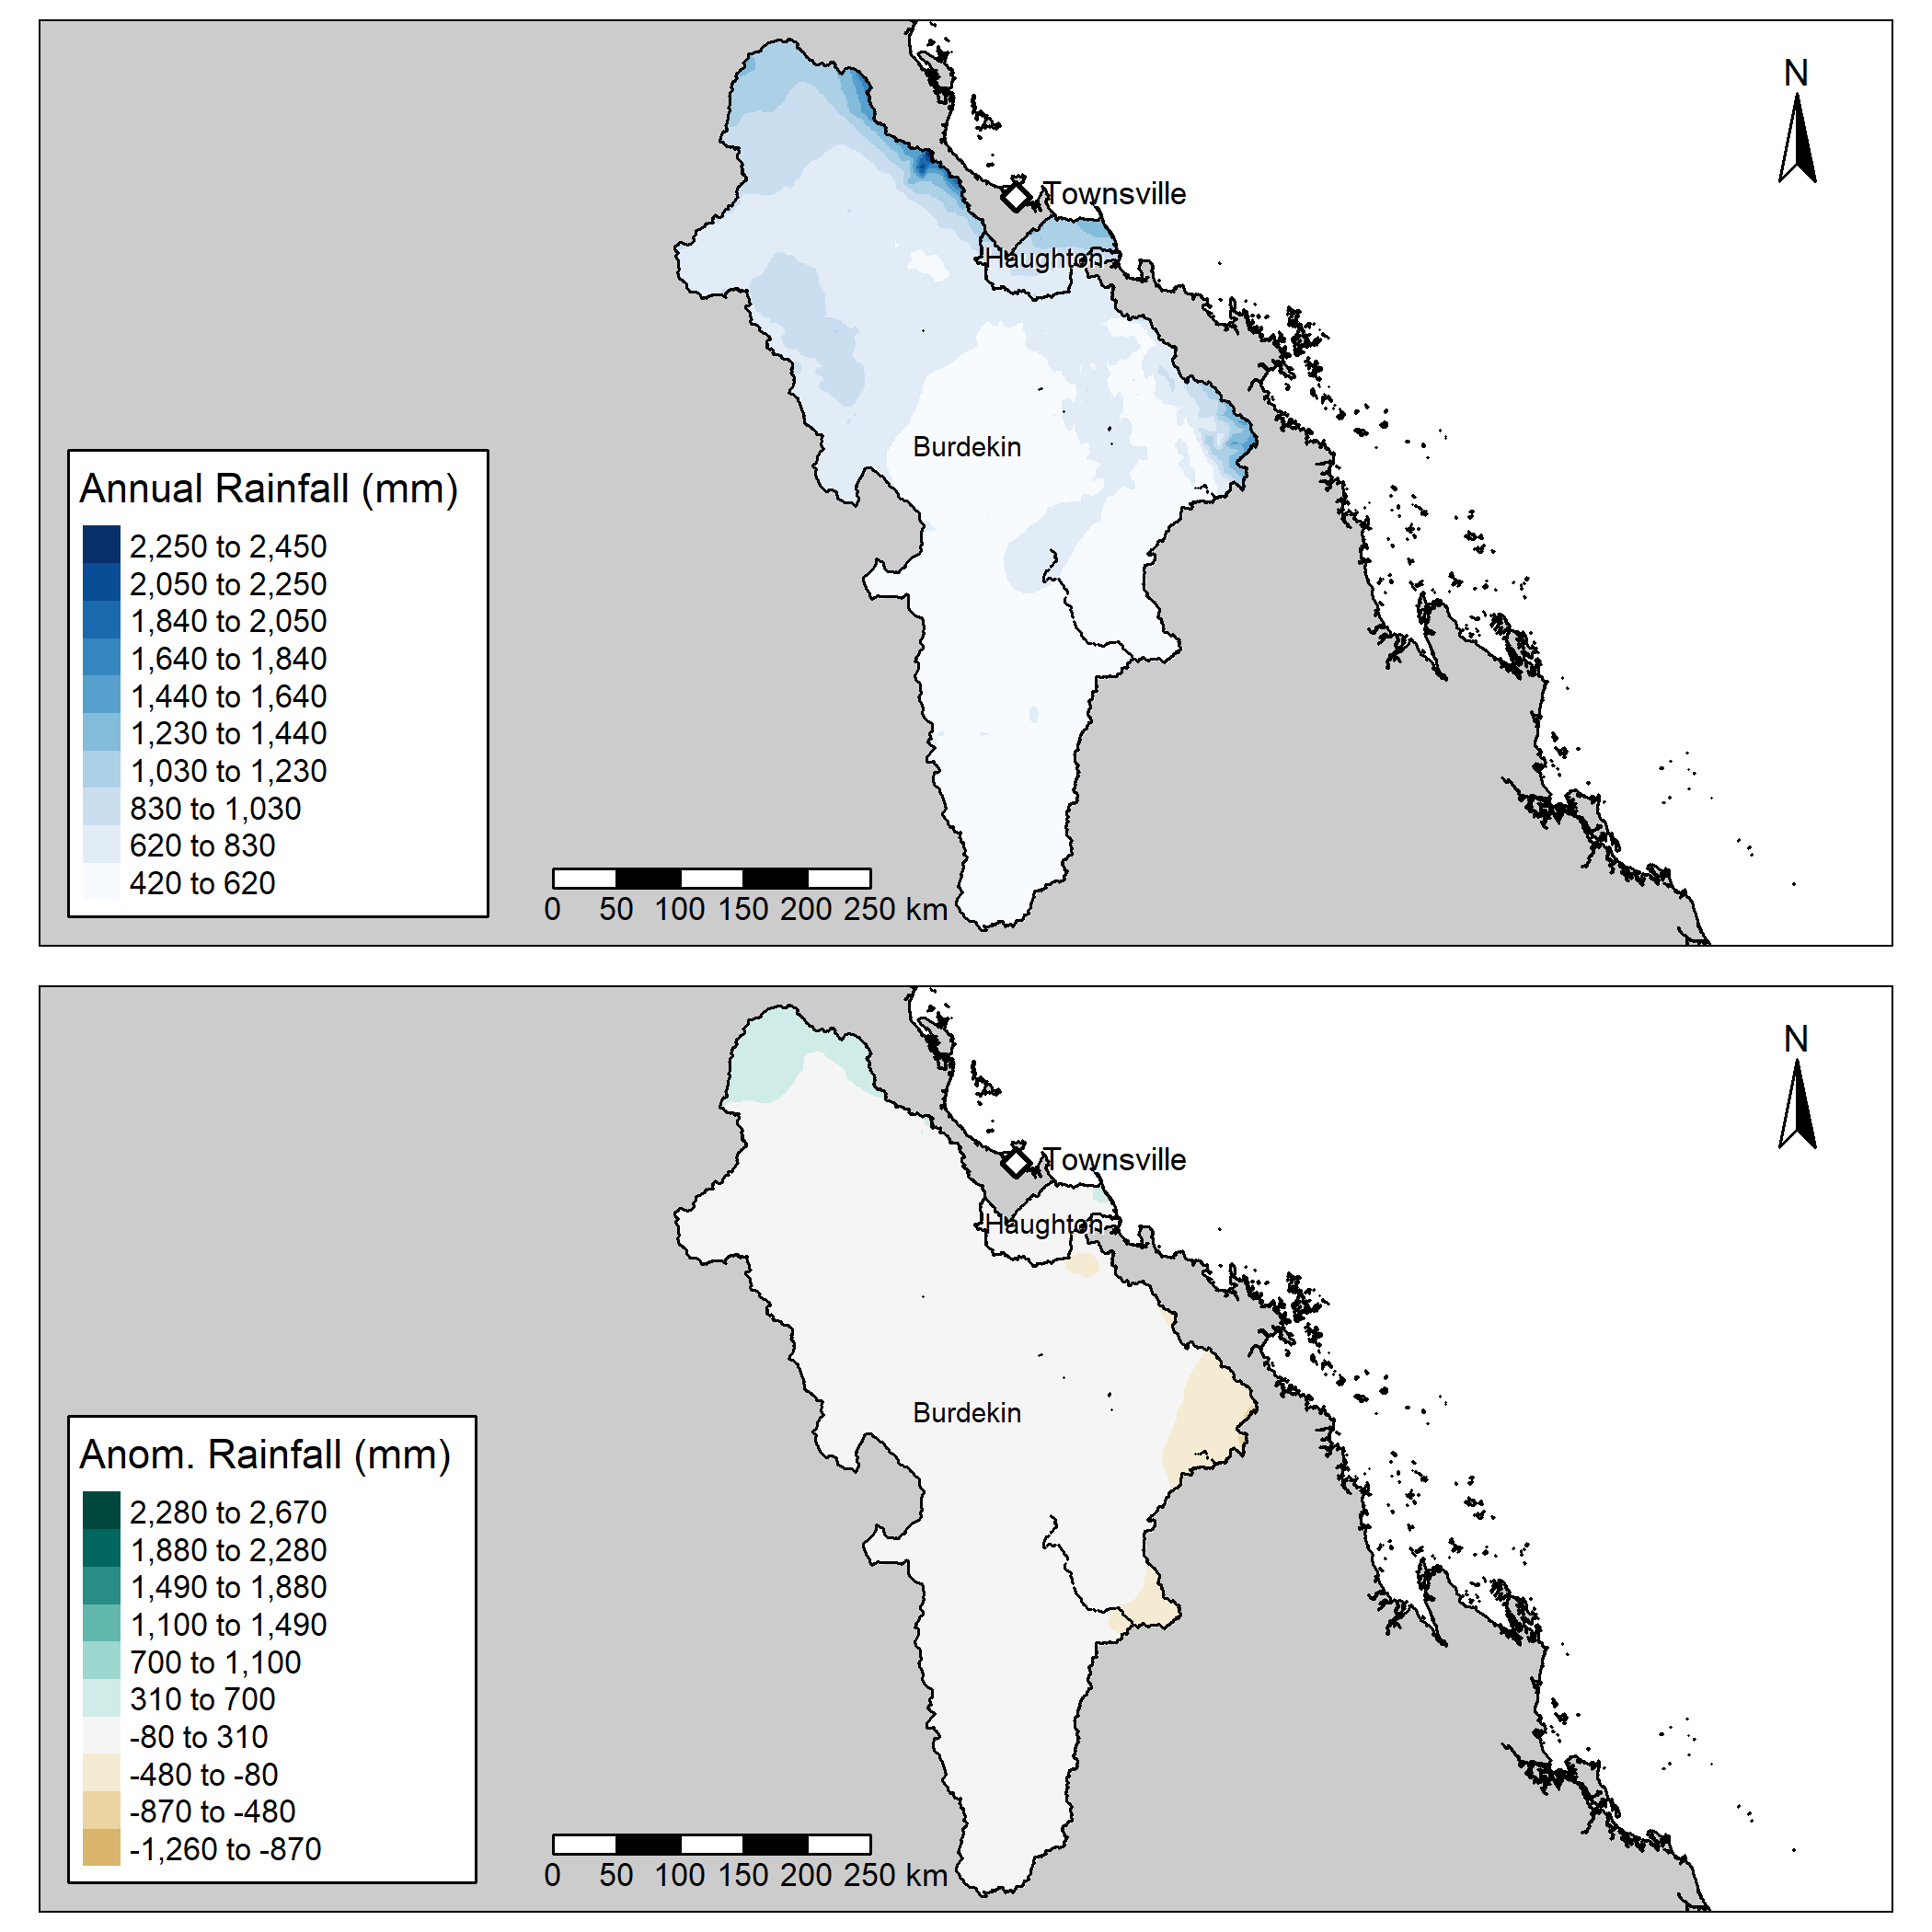 N
Townsville
Haughton
Burdekin
Annual Rainfall (mm)
2,250 to 2,450
2,050 to 2,250
1,840 to 2,050
1,640 to 1,840
1,440 to 1,640
1,230 to 1,440
1,030 to 1,230
830 to 1,030
620 to 830
420 to 620
0 50 100 150 200 250 km
N
Townsville
Haughton
Burdekin
Anom. Rainfall (mm)
2,280 to 2,670
1,880 to 2,280
1,490 to 1,880
1,100 to 1,490
700 to 1,100
310 to 700
-80 to 310
-480 to -80
-870 to -480
-1,260 to -870
0 50 100 150 200 250 km